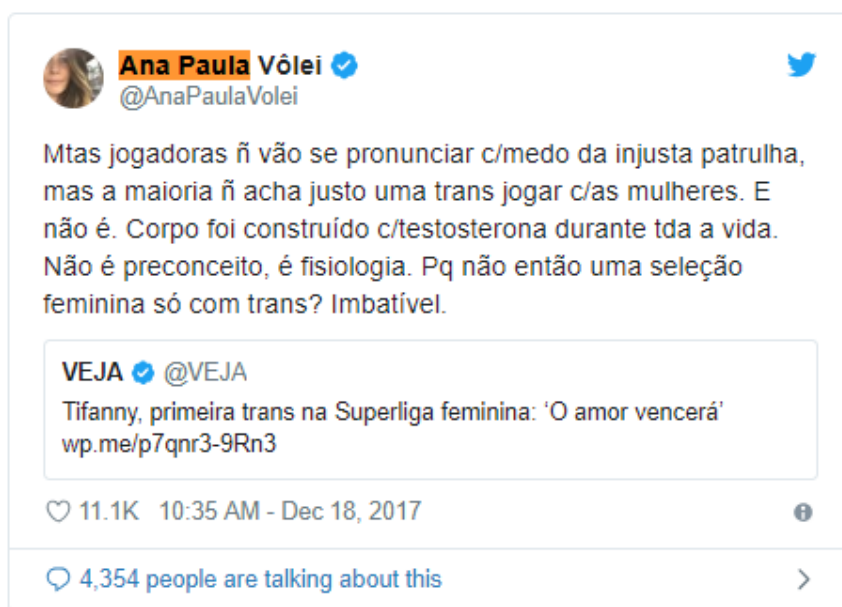 Ana Paula Vôlei
@AnaPaulaVolei
Mtas jogadoras ñ vão se pronunciar c/medo da injusta patrulha,
mas a maioria ñ acha justo uma trans jogar c/as mulheres. E
não é. Corpo foi construído c/testosterona durante tda a vida.
Não é preconceito, é fisiologia. Pq não então uma seleção
feminina só com trans? Imbatível.
VEJA @VEJA
Tifanny, primeira trans na Superliga feminina: ‘O amor vencerá’
wp.me/p7qnr3-9Rn3
11.1K 10:35 AM - Dec 18, 2017
4,354 people are talking about this